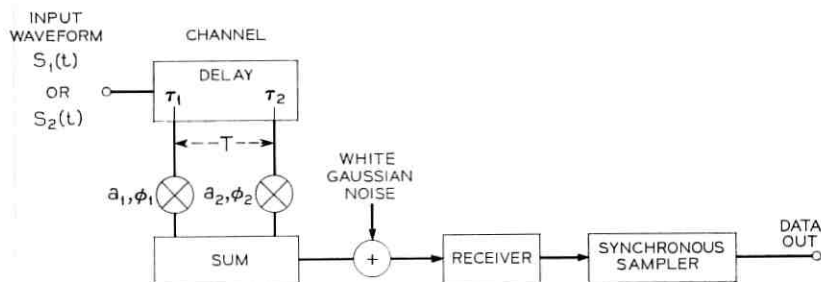 INPUT
WAVEFORM
S₁(t)
OR
S₂(t)
CHANNEL
DELAY
τ₁ τ₂
T
a₁,ϕ₁ a₂,ϕ₂
SUM
WHITE
GAUSSIAN
NOISE
+
RECEIVER
SYNCHRONOUS
SAMPLER
DATA
OUT